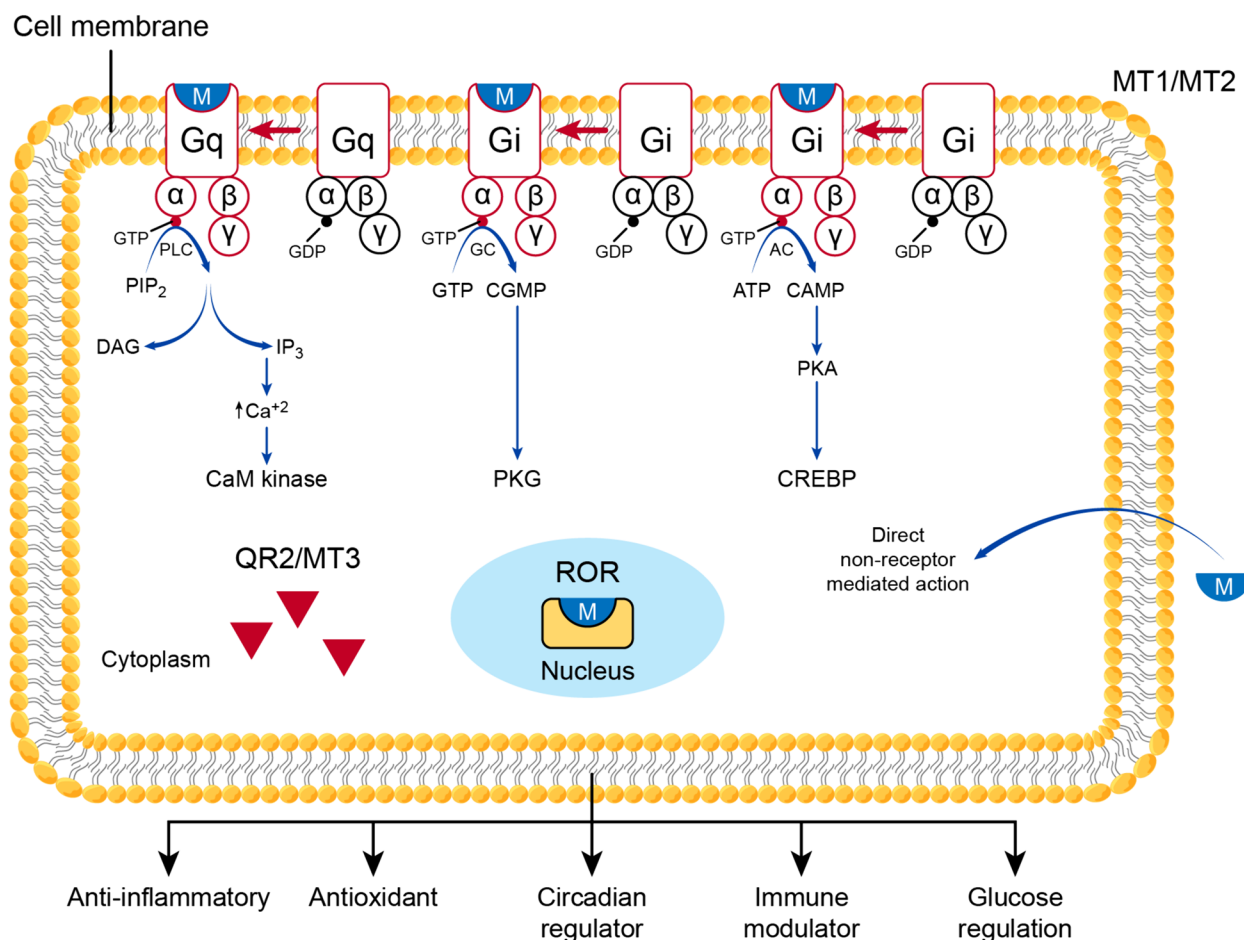 Cell membrane
MT1/MT2
M
Gq
Gq
M
Gi
Gi
M
Gi
Gi
α
β
γ
GTP
PLC
α
β
γ
GDP
α
β
γ
GTP
GC
α
β
γ
GDP
α
β
γ
GTP
AC
α
β
γ
GDP
PIP2
GTP
CGMP
ATP
CAMP
DAG
IP3
PKA
↑Ca+2
CaM kinase
PKG
CREBP
Direct
non-receptor
mediated action
M
QR2/MT3
Cytoplasm
ROR
M
Nucleus
Anti-inflammatory
Antioxidant
Circadian
regulator
Immune
modulator
Glucose
regulation